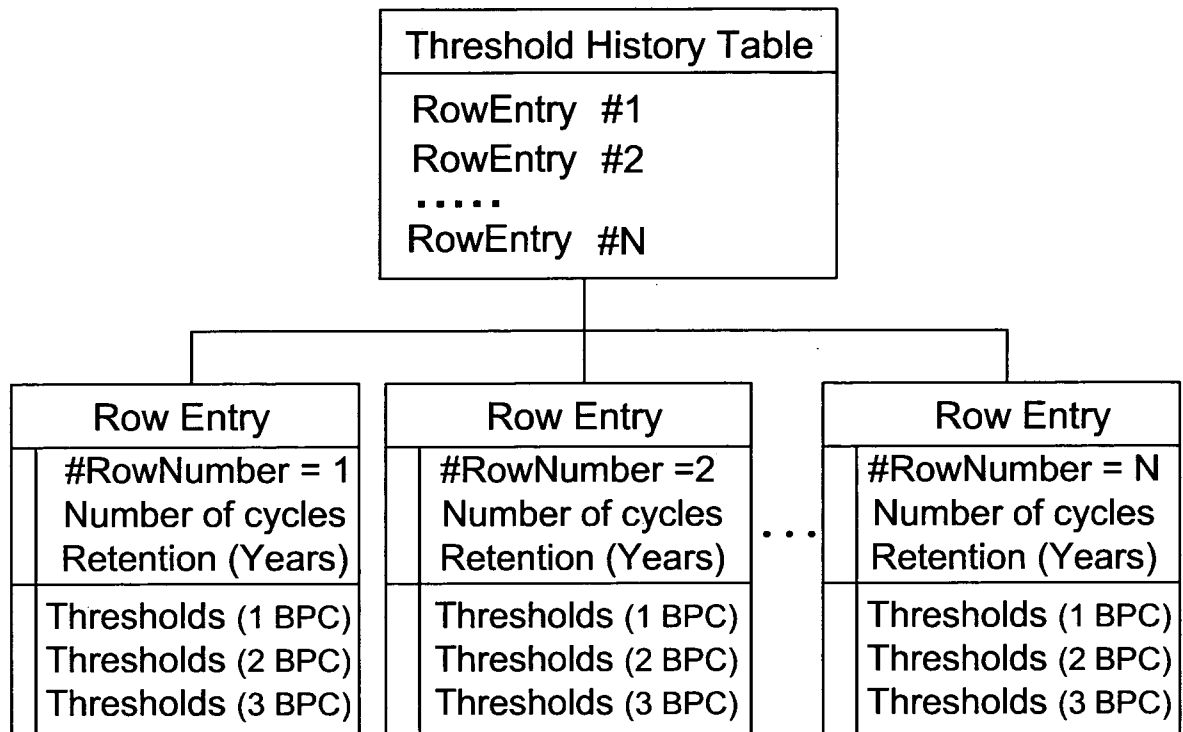 Threshold History Table
RowEntry #1
RowEntry #2
.....
RowEntry #N
Row Entry
#RowNumber = 1
Number of cycles
Retention (Years)
Thresholds (1 BPC)
Thresholds (2 BPC)
Thresholds (3 BPC)
Row Entry
#RowNumber =2
Number of cycles
Retention (Years)
Thresholds (1 BPC)
Thresholds (2 BPC)
Thresholds (3 BPC)
...
Row Entry
#RowNumber = N
Number of cycles
Retention (Years)
Thresholds (1 BPC)
Thresholds (2 BPC)
Thresholds (3 BPC)